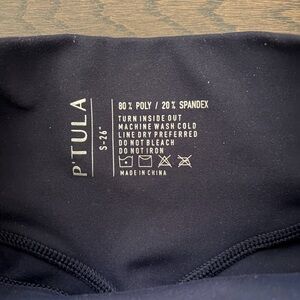 P'TULA
S-26"
80% POLY / 20% SPANDEX
TURN INSIDE OUT
MACHINE WASH COLD
LINE DRY PREFERRED
DO NOT BLEACH
DO NOT IRON
MADE IN CHINA